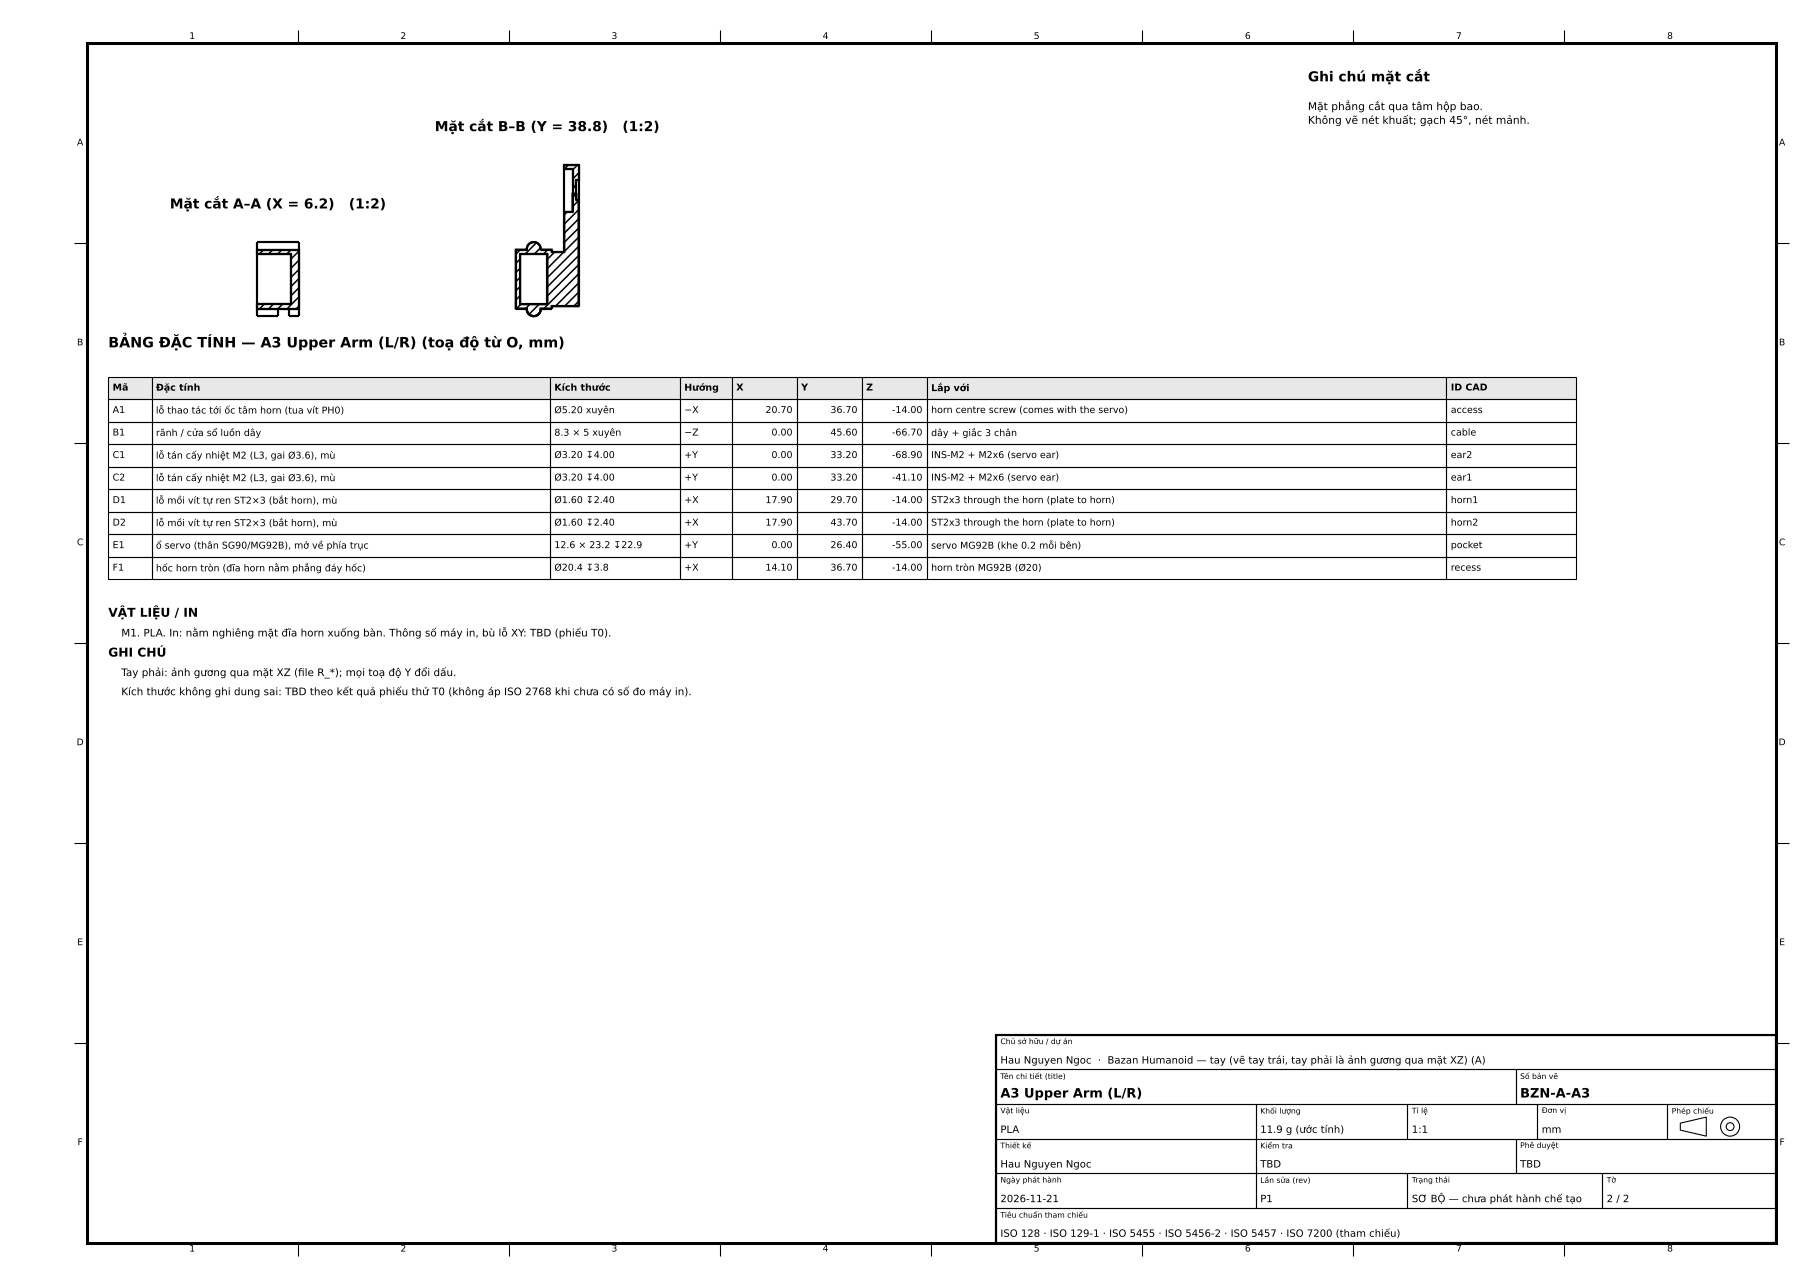 1 2 3 4 5 6 7 8
Ghi chú mặt cắt
Mặt phẳng cắt qua tâm hộp bao.
Không vẽ nét khuất; gạch 45°, nét mảnh.
Mặt cắt B–B (Y = 38.8) (1:2)
A A
Mặt cắt A–A (X = 6.2) (1:2)
B B
BẢNG ĐẶC TÍNH — A3 Upper Arm (L/R) (toạ độ từ O, mm)
Mã Đặc tính Kích thước Hướng X Y Z Lắp với ID CAD
A1 lỗ thao tác tới ốc tâm horn (tua vít PH0) Ø5.20 xuyên −X 20.70 36.70 -14.00 horn centre screw (comes with the servo) access
B1 rãnh / cửa sổ luồn dây 8.3 × 5 xuyên −Z 0.00 45.60 -66.70 dây + giắc 3 chân cable
C1 lỗ tán cấy nhiệt M2 (L3, gai Ø3.6), mù Ø3.20 ↧4.00 +Y 0.00 33.20 -68.90 INS-M2 + M2x6 (servo ear) ear2
C2 lỗ tán cấy nhiệt M2 (L3, gai Ø3.6), mù Ø3.20 ↧4.00 +Y 0.00 33.20 -41.10 INS-M2 + M2x6 (servo ear) ear1
D1 lỗ mồi vít tự ren ST2×3 (bắt horn), mù Ø1.60 ↧2.40 +X 17.90 29.70 -14.00 ST2x3 through the horn (plate to horn) horn1
D2 lỗ mồi vít tự ren ST2×3 (bắt horn), mù Ø1.60 ↧2.40 +X 17.90 43.70 -14.00 ST2x3 through the horn (plate to horn) horn2
C C
E1 ổ servo (thân SG90/MG92B), mở về phía trục 12.6 × 23.2 ↧22.9 +Y 0.00 26.40 -55.00 servo MG92B (khe 0.2 mỗi bên) pocket
F1 hốc horn tròn (đĩa horn nằm phẳng đáy hốc) Ø20.4 ↧3.8 +X 14.10 36.70 -14.00 horn tròn MG92B (Ø20) recess
VẬT LIỆU / IN
M1. PLA. In: nằm nghiêng mặt đĩa horn xuống bàn. Thông số máy in, bù lỗ XY: TBD (phiếu T0).
GHI CHÚ
Tay phải: ảnh gương qua mặt XZ (file R_*); mọi toạ độ Y đổi dấu.
Kích thước không ghi dung sai: TBD theo kết quả phiếu thử T0 (không áp ISO 2768 khi chưa có số đo máy in).
D D
E E
Chủ sở hữu / dự án
Hau Nguyen Ngoc · Bazan Humanoid — tay (vẽ tay trái, tay phải là ảnh gương qua mặt XZ) (A)
Tên chi tiết (title) Số bản vẽ
A3 Upper Arm (L/R) BZN-A-A3
Vật liệu Khối lượng Tỉ lệ Đơn vị Phép chiếu
PLA 11.9 g (ước tính) 1:1 mm
F F
Thiết kế Kiểm tra Phê duyệt
Hau Nguyen Ngoc TBD TBD
Ngày phát hành Lần sửa (rev) Trạng thái Tờ
2026-11-21 P1 SƠ BỘ — chưa phát hành chế tạo 2 / 2
Tiêu chuẩn tham chiếu
ISO 128 · ISO 129-1 · ISO 5455 · ISO 5456-2 · ISO 5457 · ISO 7200 (tham chiếu)
1 2 3 4 5 6 7 8